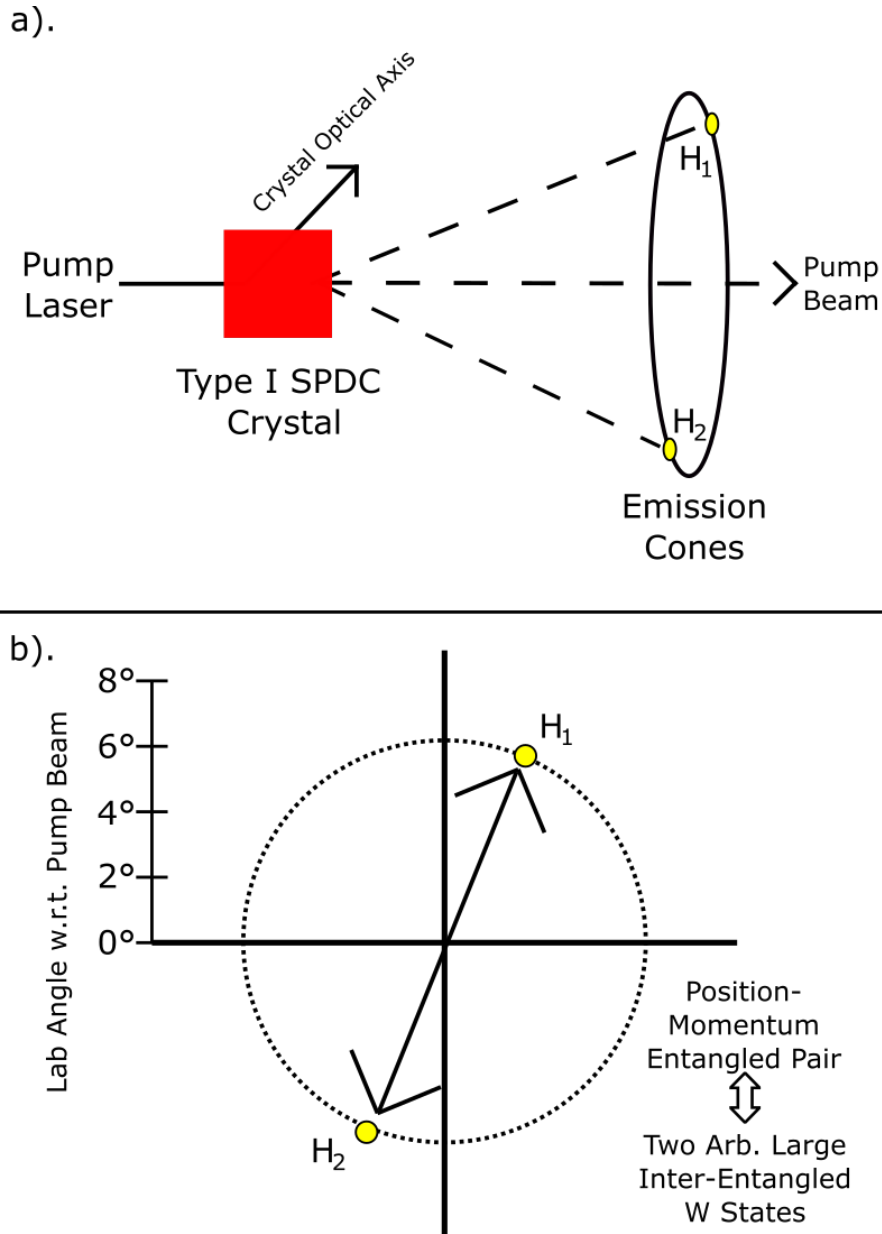 a).
Crystal Optical Axis
H1
Pump
Laser
Pump
Beam
Type I SPDC
Crystal
H2
Emission
Cones
b).
Lab Angle w.r.t. Pump Beam
8°
6°
4°
2°
0°
H1
H2
Position-
Momentum
Entangled Pair
Two Arb. Large
Inter-Entangled
W States